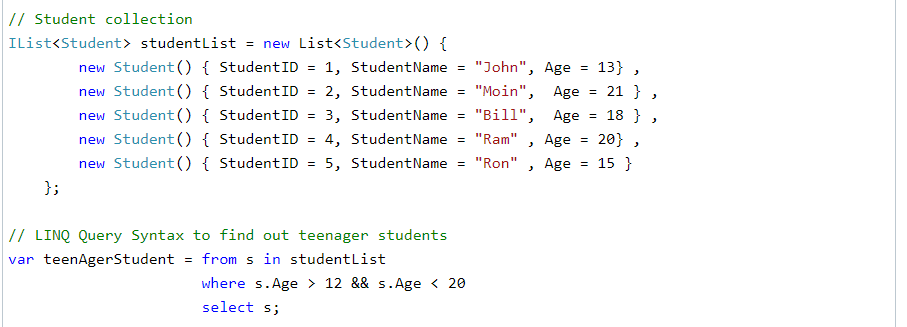 // Student collection
IList<Student> studentList = new List<Student>() {
        new Student() { StudentID = 1, StudentName = "John", Age = 13} ,
        new Student() { StudentID = 2, StudentName = "Moin",  Age = 21 } ,
        new Student() { StudentID = 3, StudentName = "Bill",  Age = 18 } ,
        new Student() { StudentID = 4, StudentName = "Ram" , Age = 20} ,
        new Student() { StudentID = 5, StudentName = "Ron" , Age = 15 }
    };
// LINQ Query Syntax to find out teenager students
var teenAgerStudent = from s in studentList
                      where s.Age > 12 && s.Age < 20
                      select s;